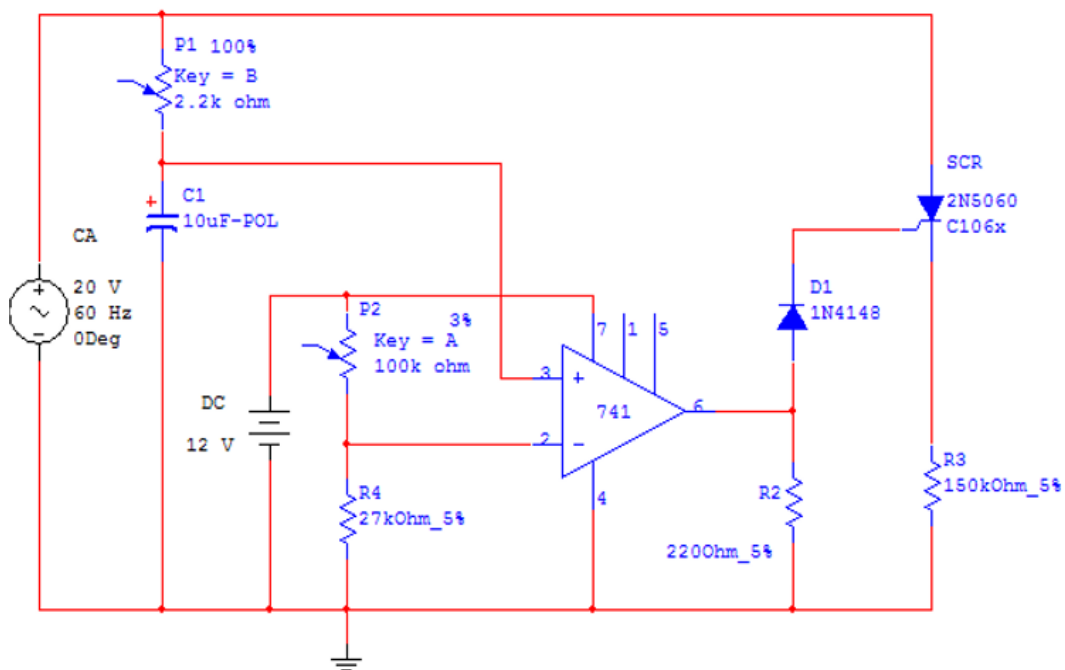 P1 100%
Key = B
2.2k ohm
C1
10uF-POL
CA
20 V
60 Hz
0Deg
SCR
2N5060
C106x
D1
1N4148
P2
3%
Key = A
100k ohm
7 1 5
3
741
6
2
4
DC
12 V
R4
27kOhm_5%
R2
220Ohm_5%
R3
150kOhm_5%